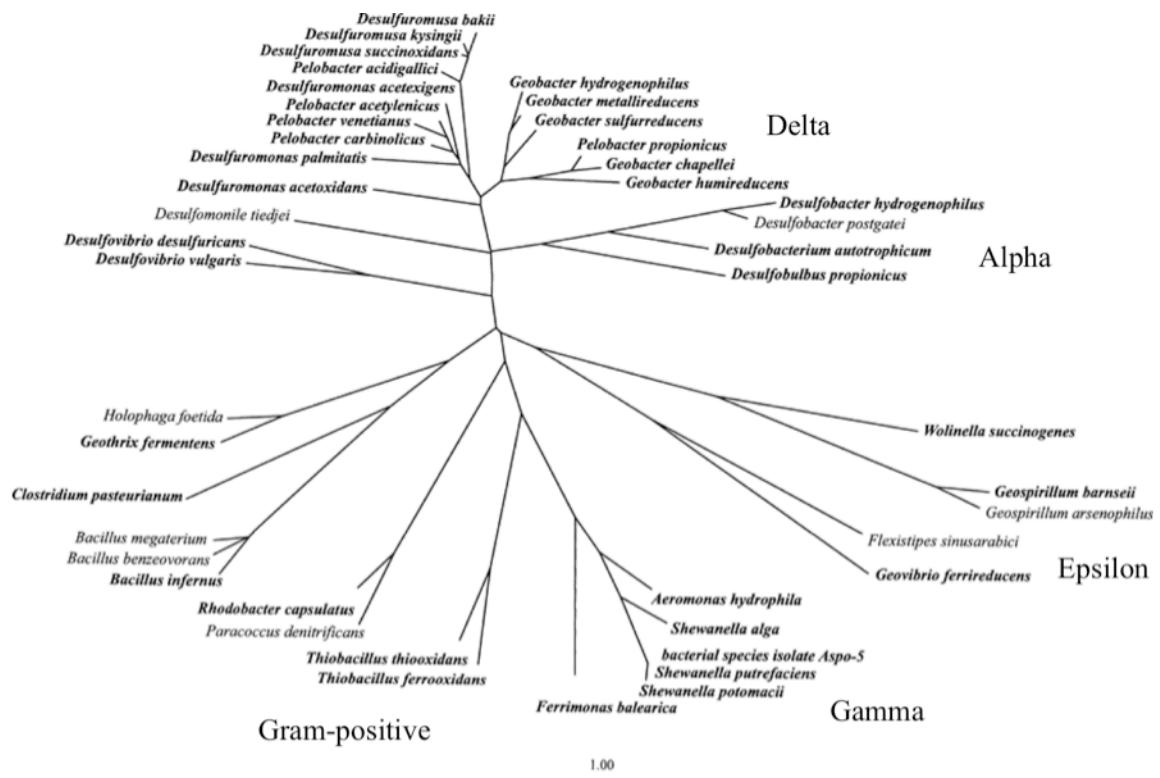 Desulfuromusa bakii
Desulfuromusa kysingii
Desulfuromusa succinoxidans
Pelobacter acidigallici
Desulfuromonas acetexigens
Pelobacter acetylenicus
Pelobacter venetianus
Pelobacter carbinolicus
Desulfuromonas palmitatis
Desulfuromonas acetoxidans
Desulfomonile tiedjei
Desulfovibrio desulfuricans
Desulfovibrio vulgaris
Geobacter hydrogenophilus
Geobacter metallireducens
Geobacter sulfurreducens
Pelobacter propionicus
Geobacter chapellei
Geobacter humireducens
Delta
Desulfobacter hydrogenophilus
Desulfobacter postgatei
Desulfobacterium autotrophicum
Desulfobulbus propionicus
Alpha
Holophaga foetida
Geothrix fermentens
Clostridium pasteurianum
Bacillus megaterium
Bacillus benzeovorans
Bacillus infernus
Rhodobacter capsulatus
Paracoccus denitrificans
Thiobacillus thiooxidans
Thiobacillus ferrooxidans
Gram-positive
Wolinella succinogenes
Geospirillum barnseii
Geospirillum arsenophilus
Flexistipes sinusarabici
Geovibrio ferrireducens
Epsilon
Aeromonas hydrophila
Shewanella alga
bacterial species isolate Aspo-5
Shewanella putrefaciens
Shewanella potomacii
Ferrimonas balearica
Gamma
1.00